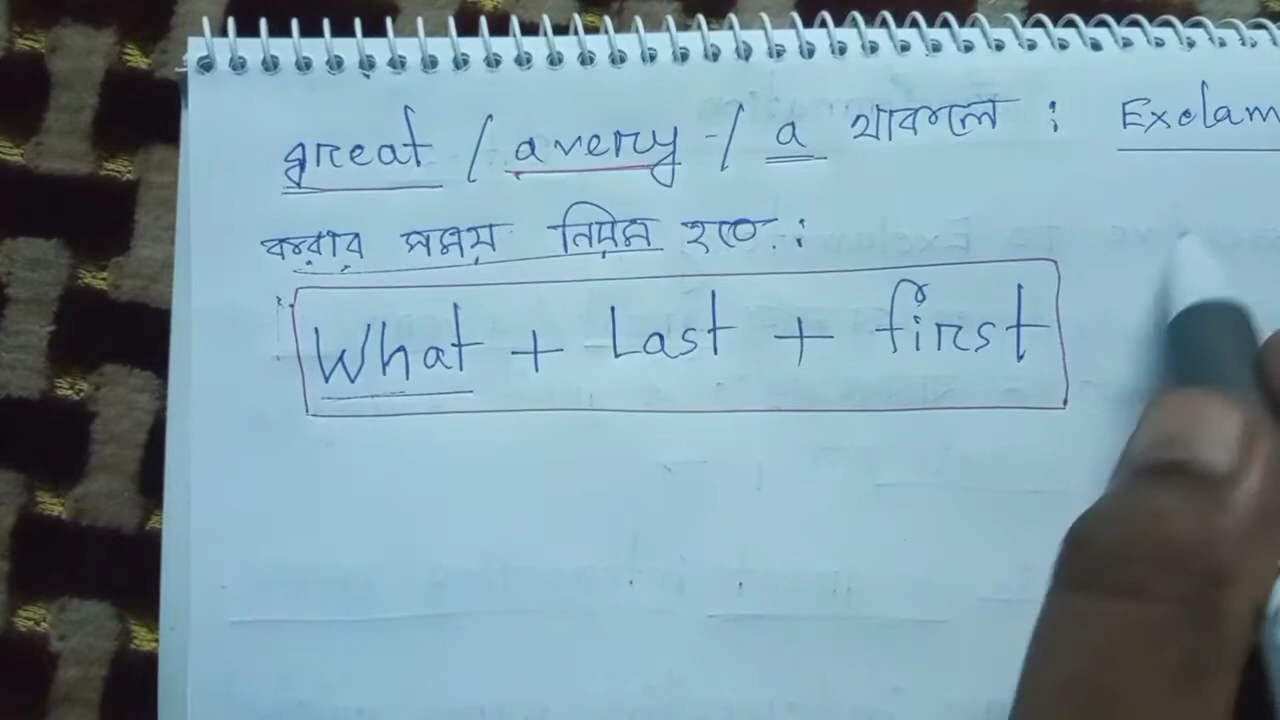 great / a very / a থাকলে : Exclam
করার সময় নিয়ম হবে :
What + Last + first